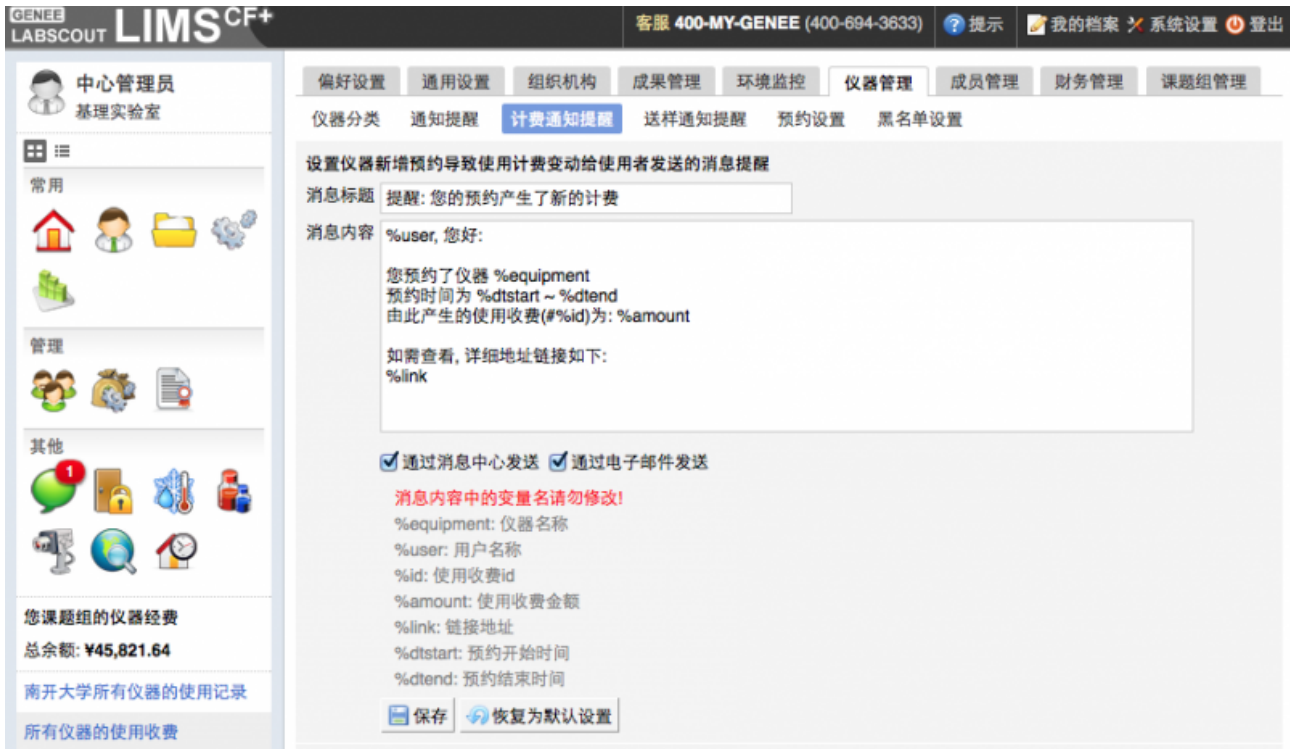 GENEE
LABSCOUT LIMS CF+
客服 400-MY-GENEE (400-694-3633)
提示
我的档案 系统设置 登出
中心管理员
基理实验室
常用
管理
其他
1
您课题组的仪器经费
总余额: ¥45,821.64
南开大学所有仪器的使用记录
所有仪器的使用收费
偏好设置 通用设置 组织机构 成果管理 环境监控 仪器管理 成员管理 财务管理 课题组管理
仪器分类 通知提醒 计费通知提醒 送样通知提醒 预约设置 黑名单设置
设置仪器新增预约导致使用计费变动给使用者发送的消息提醒
消息标题 提醒: 您的预约产生了新的计费
消息内容 %user, 您好:
您预约了仪器 %equipment
预约时间为 %dtstart ~ %dtend
由此产生的使用收费(#%id)为: %amount
如需查看, 详细地址链接如下:
%link
通过消息中心发送 通过电子邮件发送
消息内容中的变量名请勿修改!
%equipment: 仪器名称
%user: 用户名称
%id: 使用收费id
%amount: 使用收费金额
%link: 链接地址
%dtstart: 预约开始时间
%dtend: 预约结束时间
保存 恢复为默认设置